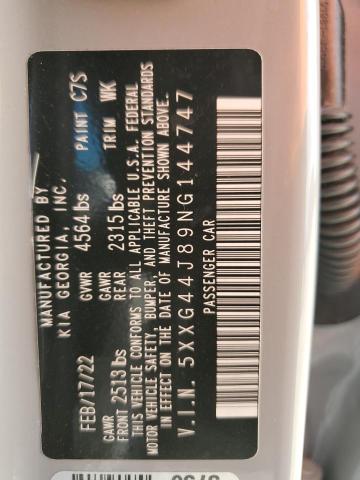 MANUFACTURED BY
KIA GEORGIA, INC.
FEB/17/22 GVWR 4564 lbs PAINT C7S
GAWR FRONT 2513 lbs GAWR REAR 2315 lbs TRIM WK
THIS VEHICLE CONFORMS TO ALL APPLICABLE U.S.A. FEDERAL
MOTOR VEHICLE SAFETY, BUMPER, AND THEFT PREVENTION STANDARDS
IN EFFECT ON THE DATE OF MANUFACTURE SHOWN ABOVE.
V.I.N. 5XXG44J89NG144747
PASSENGER CAR